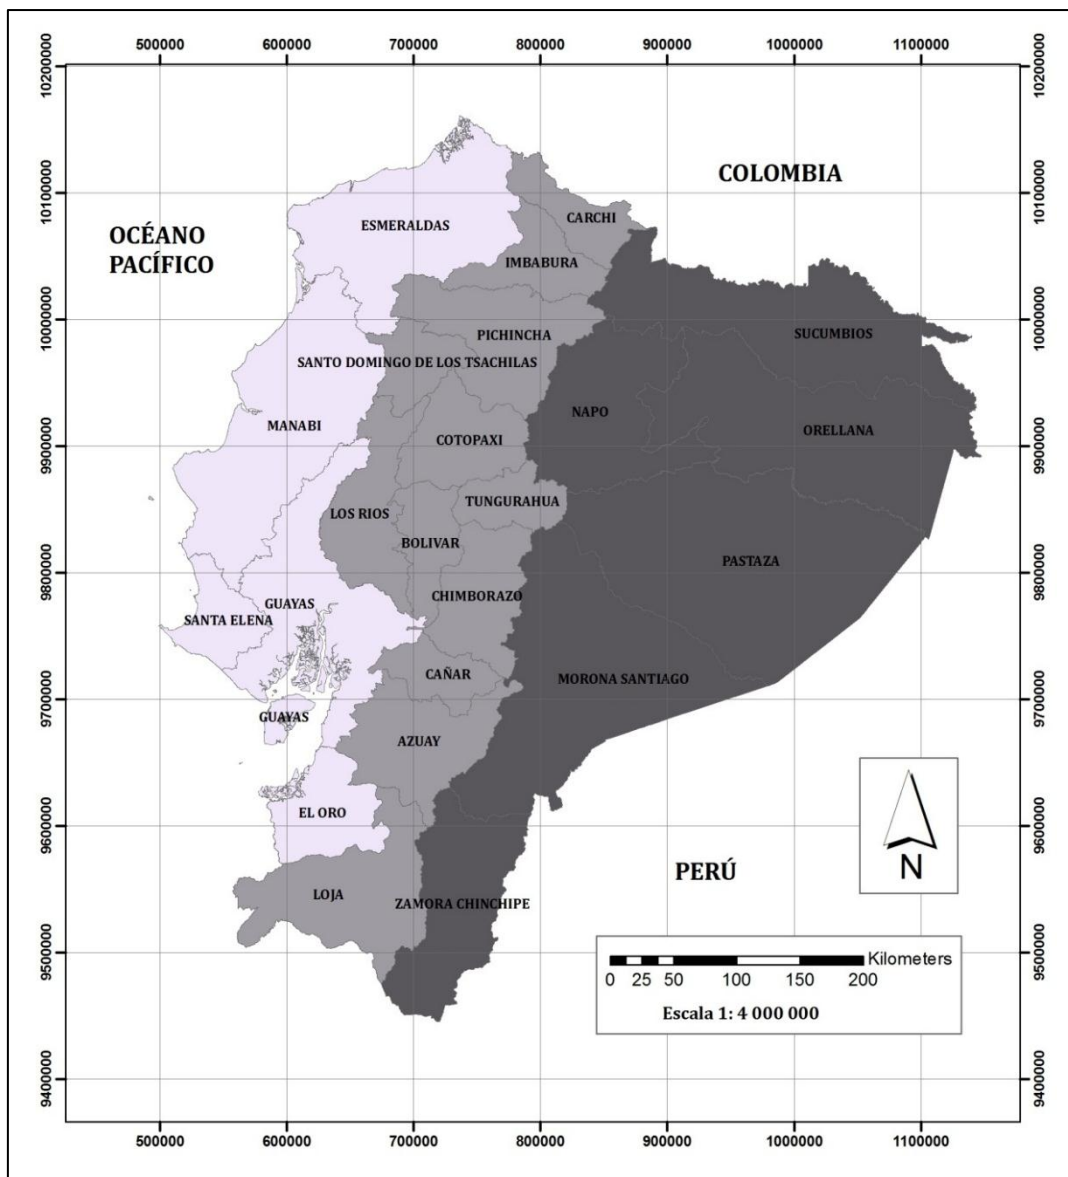 500000 600000 700000 800000 900000 1000000 1100000
10200000 10200000
COLOMBIA
10100000 10100000
CARCHI
ESMERALDAS
OCÉANO
PACÍFICO
IMBABURA
10000000 10000000
SUCUMBIOS
PICHINCHA
SANTO DOMINGO DE LOS TSACHILAS
NAPO
MANABI
ORELLANA
COTOPAXI
9900000 9900000
TUNGURAHUA
LOS RIOS
BOLIVAR
PASTAZA
9800000 9800000
CHIMBORAZO
GUAYAS
SANTA ELENA
CAÑAR
MORONA SANTIAGO
9700000 9700000
GUAYAS
AZUAY
EL ORO
9600000 9600000
N
PERÚ
LOJA
ZAMORA CHINCHIPE
9500000 9500000
Kilometers
0 25 50 100 150 200
Escala 1: 4 000 000
9400000 9400000
500000 600000 700000 800000 900000 1000000 1100000